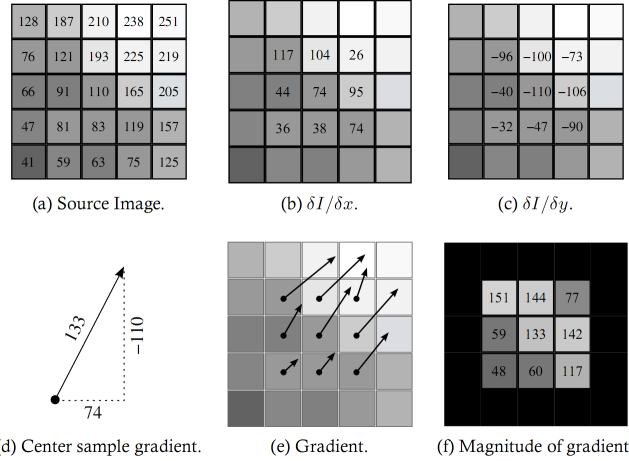 128 187 210 238 251
76 121 193 225 219
66 91 110 165 205
47 81 83 119 157
41 59 63 75 125
(a) Source Image.
117 104 26
44 74 95
36 38 74
(b) δI/δx.
−96 −100 −73
−40 −110 −106
−32 −47 −90
(c) δI/δy.
133
−110
74
(d) Center sample gradient.
(e) Gradient.
151 144 77
59 133 142
48 60 117
(f) Magnitude of gradient